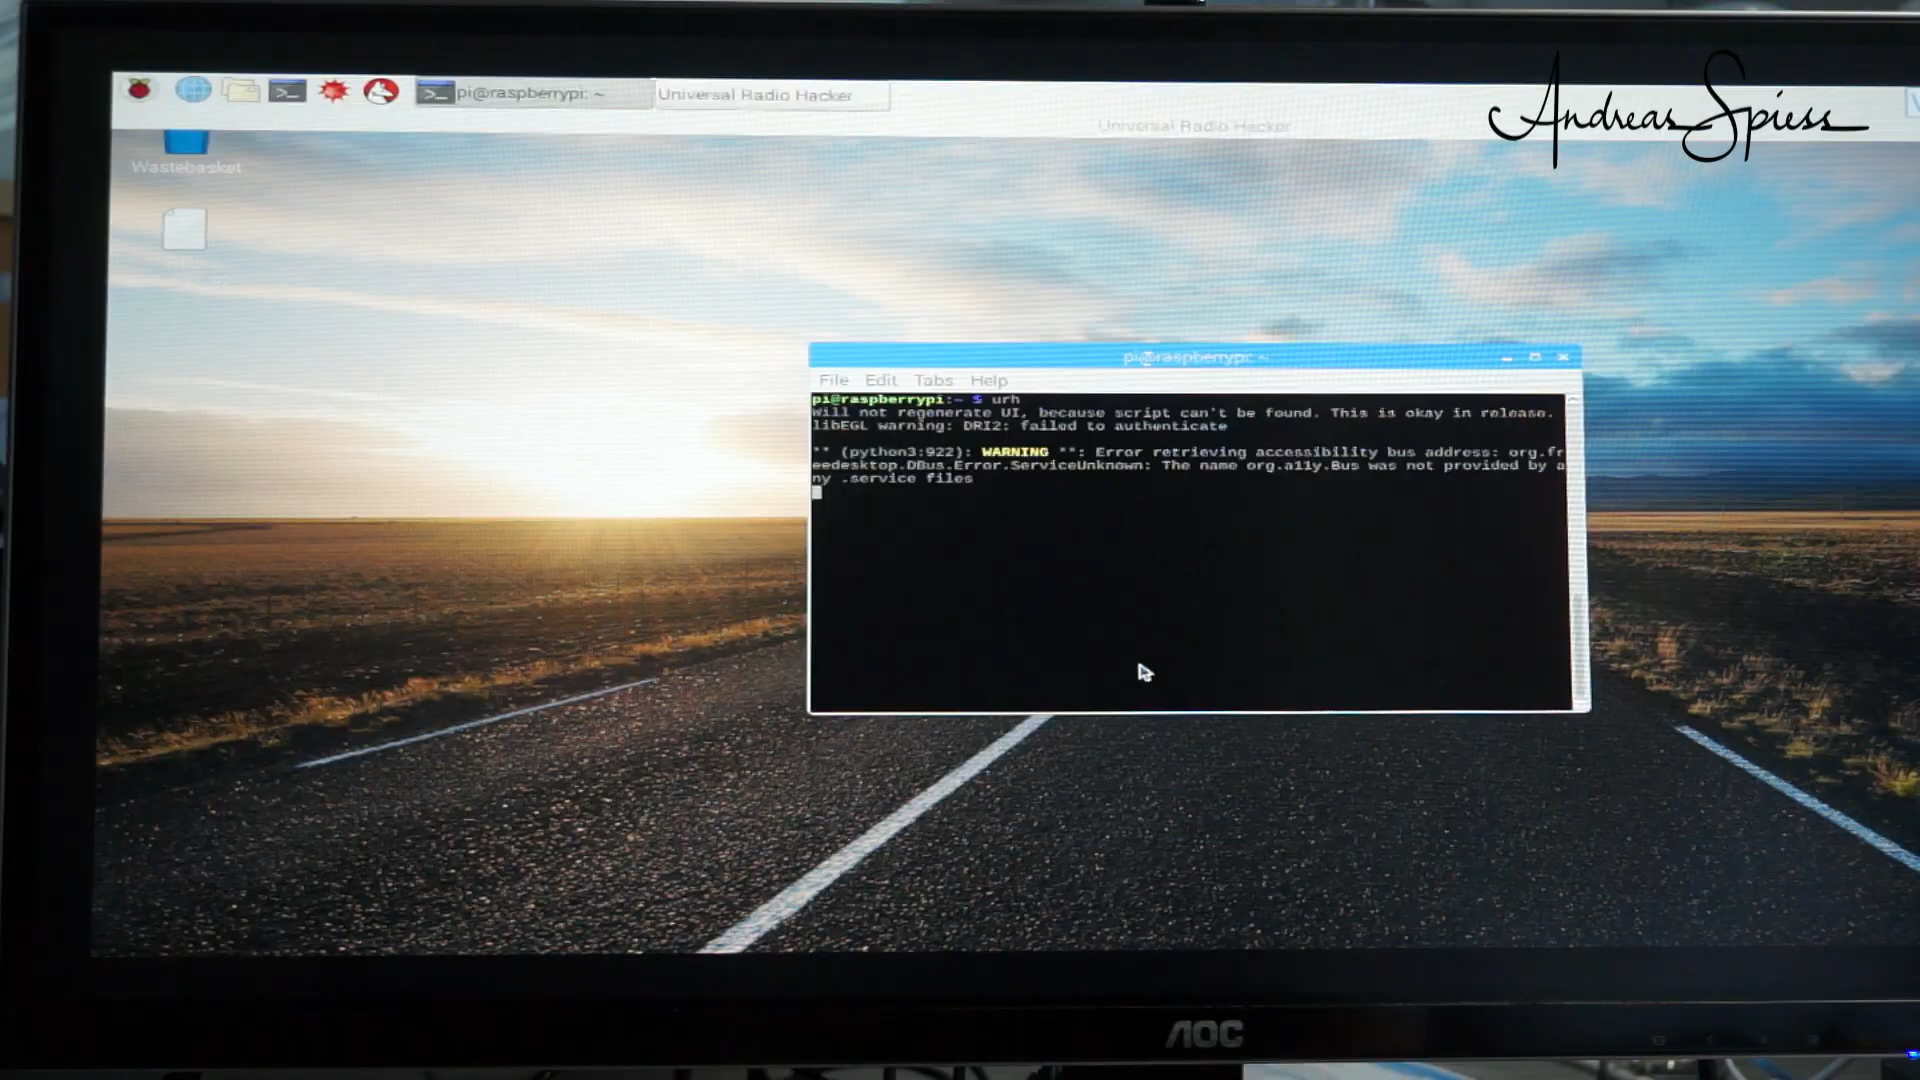 Andreas Spiess
pi@raspberrypi: ~
Universal Radio Hacker
Universal Radio Hacker
Wastebasket
pi@raspberrypi: ~
File Edit Tabs Help
pi@raspberrypi:~ $ urh
Will not regenerate UI, because script can't be found. This is okay in release.
libEGL warning: DRI2: failed to authenticate
** (python3:922): WARNING **: Error retrieving accessibility bus address: org.fr
eedesktop.DBus.Error.ServiceUnknown: The name org.a11y.Bus was not provided by a
ny .service files
AOC